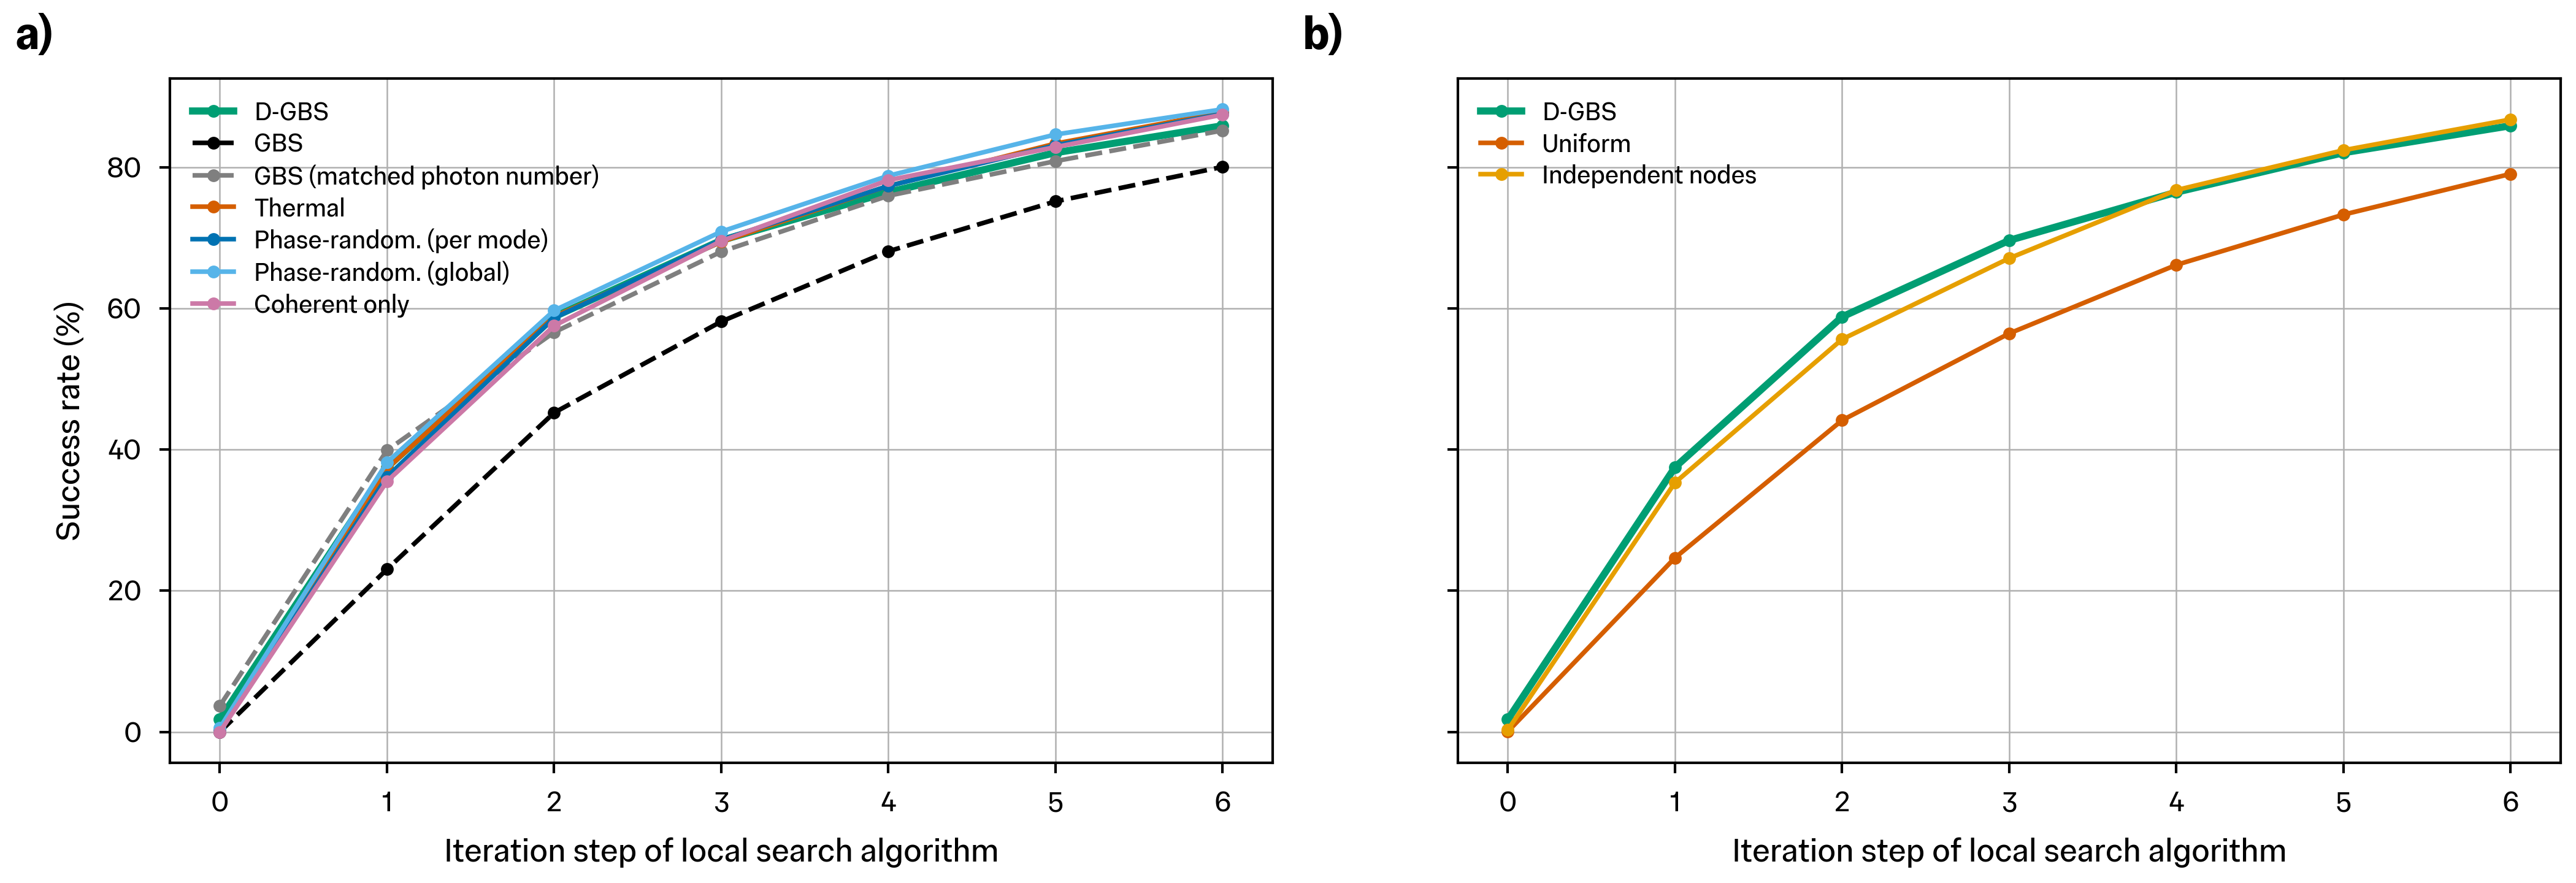 a)
D-GBS
GBS
GBS (matched photon number)
Thermal
Phase-random. (per mode)
Phase-random. (global)
Coherent only
Success rate (%)
80
60
40
20
0
0 1 2 3 4 5 6
Iteration step of local search algorithm
b)
D-GBS
Uniform
Independent nodes
0 1 2 3 4 5 6
Iteration step of local search algorithm